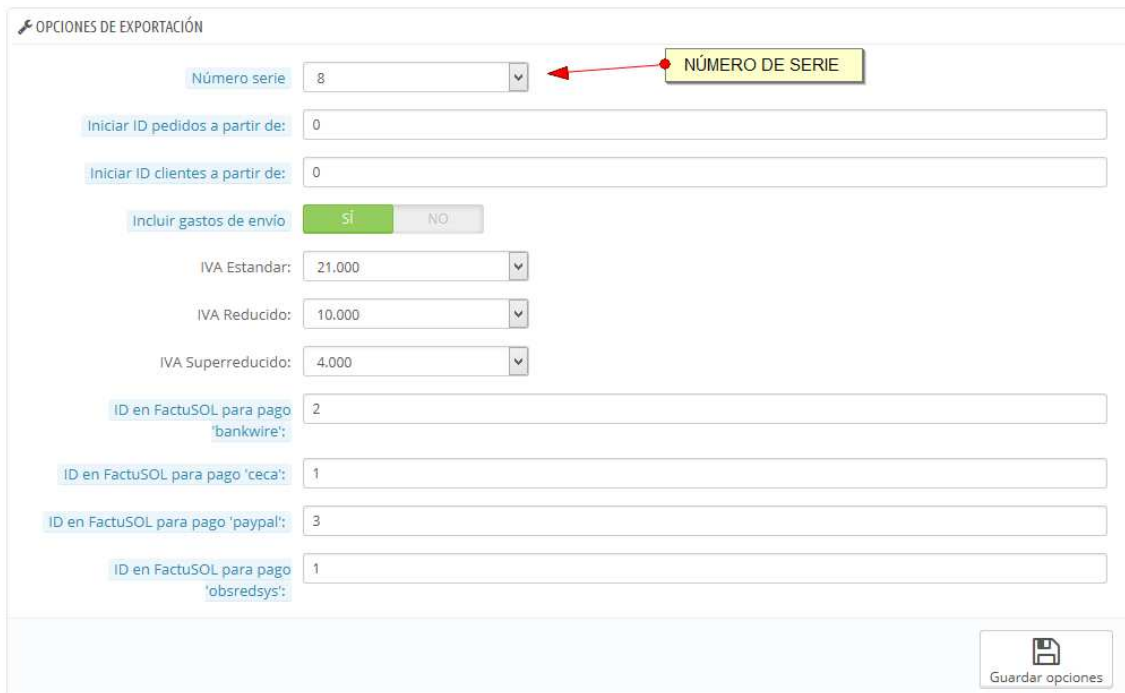 OPCIONES DE EXPORTACIÓN
Número serie 8
NÚMERO DE SERIE
Iniciar ID pedidos a partir de: 0
Iniciar ID clientes a partir de: 0
Incluir gastos de envío SÍ NO
IVA Estandar: 21.000
IVA Reducido: 10.000
IVA Superreducido: 4.000
ID en FactuSOL para pago 2
'bankwire':
ID en FactuSOL para pago 'ceca': 1
ID en FactuSOL para pago 'paypal': 3
ID en FactuSOL para pago 1
'obsredsys':
Guardar opciones